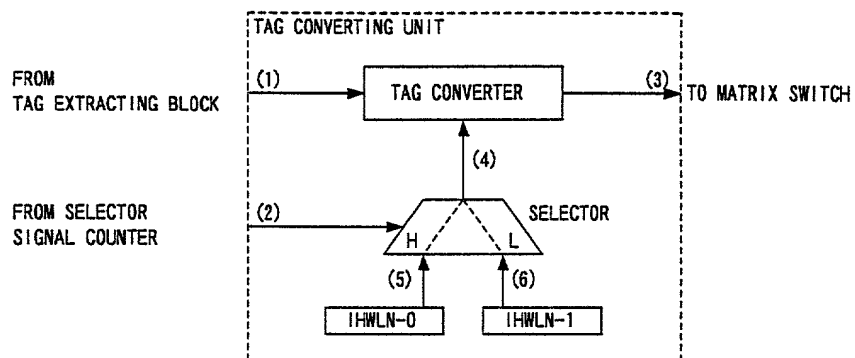 TAG CONVERTING UNIT
FROM
TAG EXTRACTING BLOCK
(1)
TAG CONVERTER
(3)
TO MATRIX SWITCH
(4)
FROM SELECTOR
SIGNAL COUNTER
(2)
SELECTOR
H
L
(5)
(6)
IHWLN-0
IHWLN-1